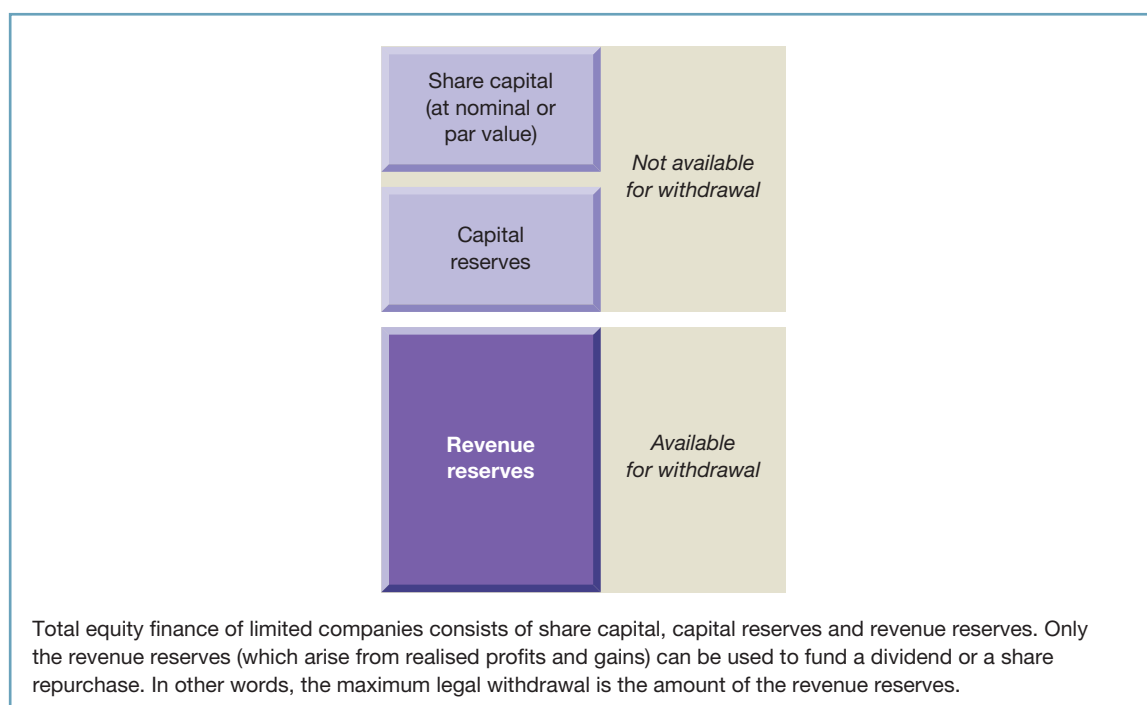 Share capital
(at nominal or
par value)
Not available
for withdrawal
Capital
reserves
Revenue
reserves
Available
for withdrawal
Total equity finance of limited companies consists of share capital, capital reserves and revenue reserves. Only
the revenue reserves (which arise from realised profits and gains) can be used to fund a dividend or a share
repurchase. In other words, the maximum legal withdrawal is the amount of the revenue reserves.